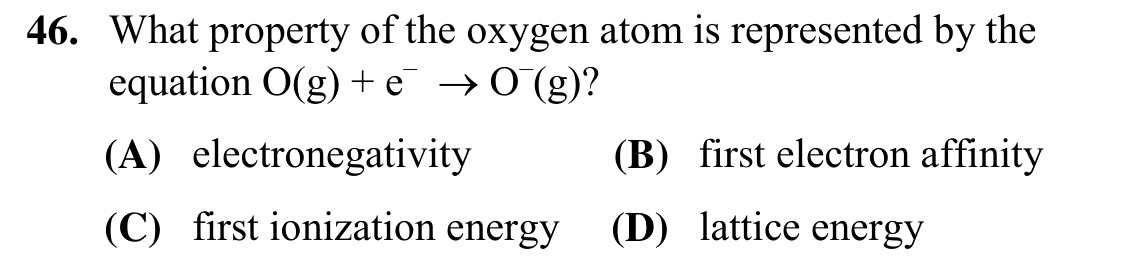 46. What property of the oxygen atom is represented by the
equation O(g) + e⁻ → O⁻(g)?
(A) electronegativity (B) first electron affinity
(C) first ionization energy (D) lattice energy